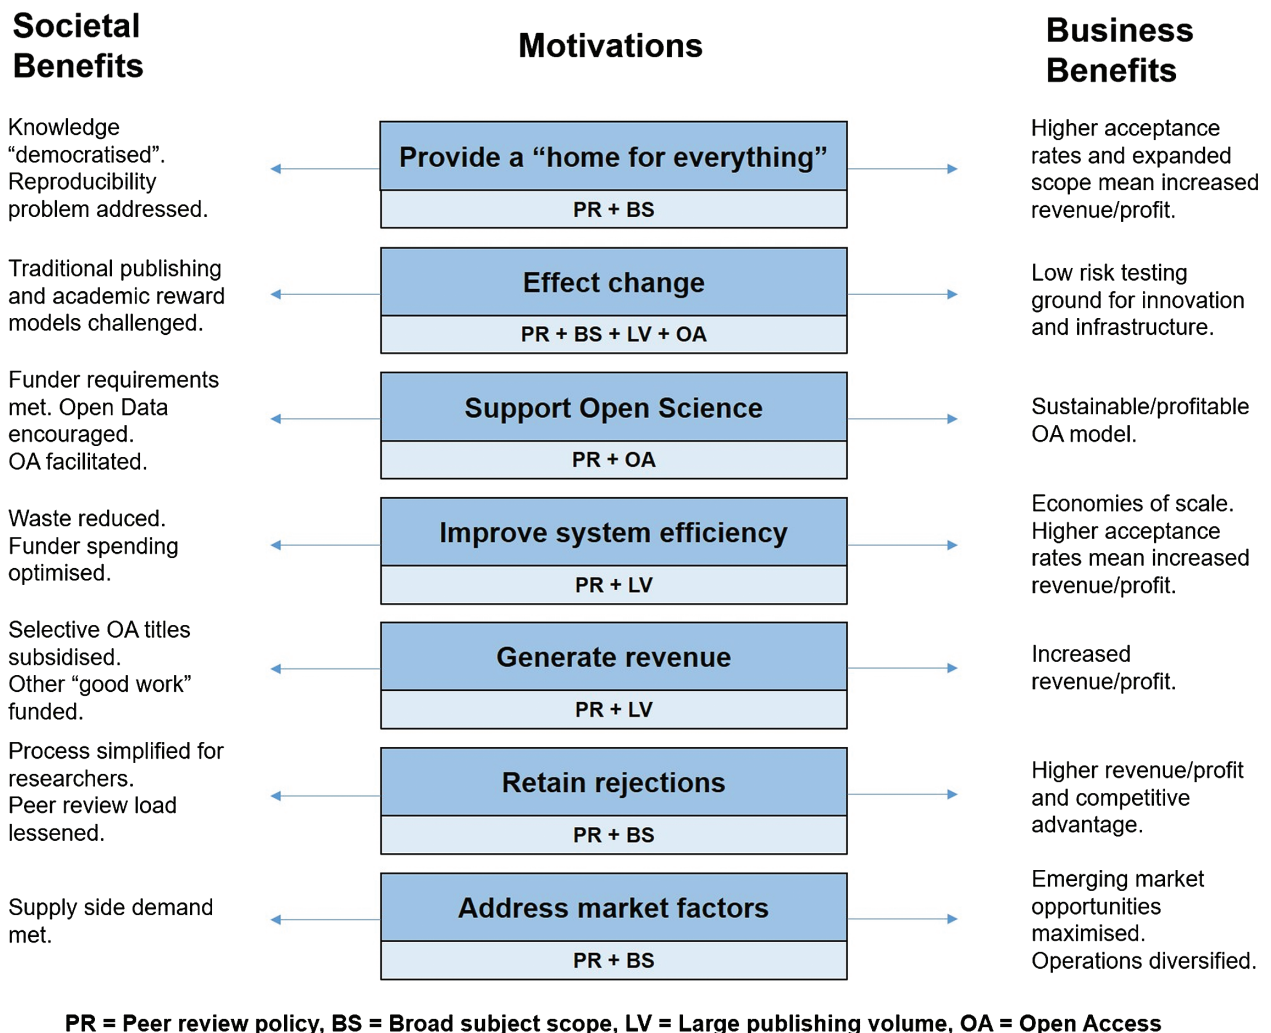 Societal
Benefits
Motivations
Business
Benefits
Knowledge
“democratised”.
Reproducibility
problem addressed.
Provide a “home for everything”
PR + BS
Higher acceptance
rates and expanded
scope mean increased
revenue/profit.
Traditional publishing
and academic reward
models challenged.
Effect change
PR + BS + LV + OA
Low risk testing
ground for innovation
and infrastructure.
Funder requirements
met. Open Data
encouraged.
OA facilitated.
Support Open Science
PR + OA
Sustainable/profitable
OA model.
Waste reduced.
Funder spending
optimised.
Improve system efficiency
PR + LV
Economies of scale.
Higher acceptance
rates mean increased
revenue/profit.
Selective OA titles
subsidised.
Other “good work”
funded.
Generate revenue
PR + LV
Increased
revenue/profit.
Process simplified for
researchers.
Peer review load
lessened.
Retain rejections
PR + BS
Higher revenue/profit
and competitive
advantage.
Supply side demand
met.
Address market factors
PR + BS
Emerging market
opportunities
maximised.
Operations diversified.
PR = Peer review policy, BS = Broad subject scope, LV = Large publishing volume, OA = Open Access